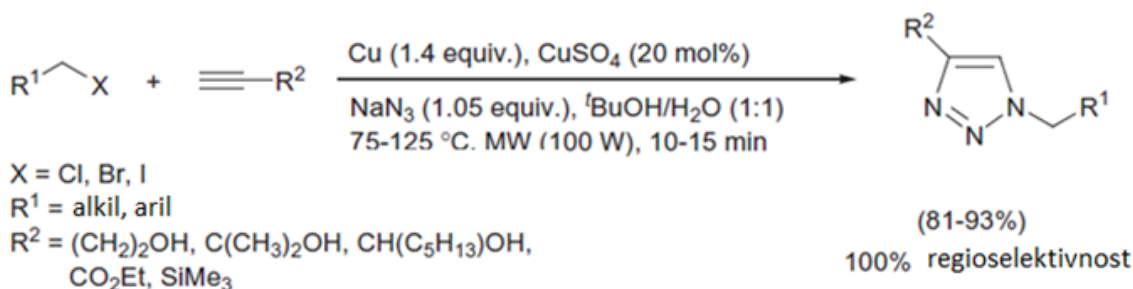 R¹ X + R²
Cu (1.4 equiv.), CuSO₄ (20 mol%)
NaN₃ (1.05 equiv.), ᵗBuOH/H₂O (1:1)
75-125 °C, MW (100 W), 10-15 min
R²
N N N R¹
X = Cl, Br, I
R¹ = alkil, aril
R² = (CH₂)₂OH, C(CH₃)₂OH, CH(C₅H₁₃)OH,
CO₂Et, SiMe₃
(81-93%)
100% regioselektivnost